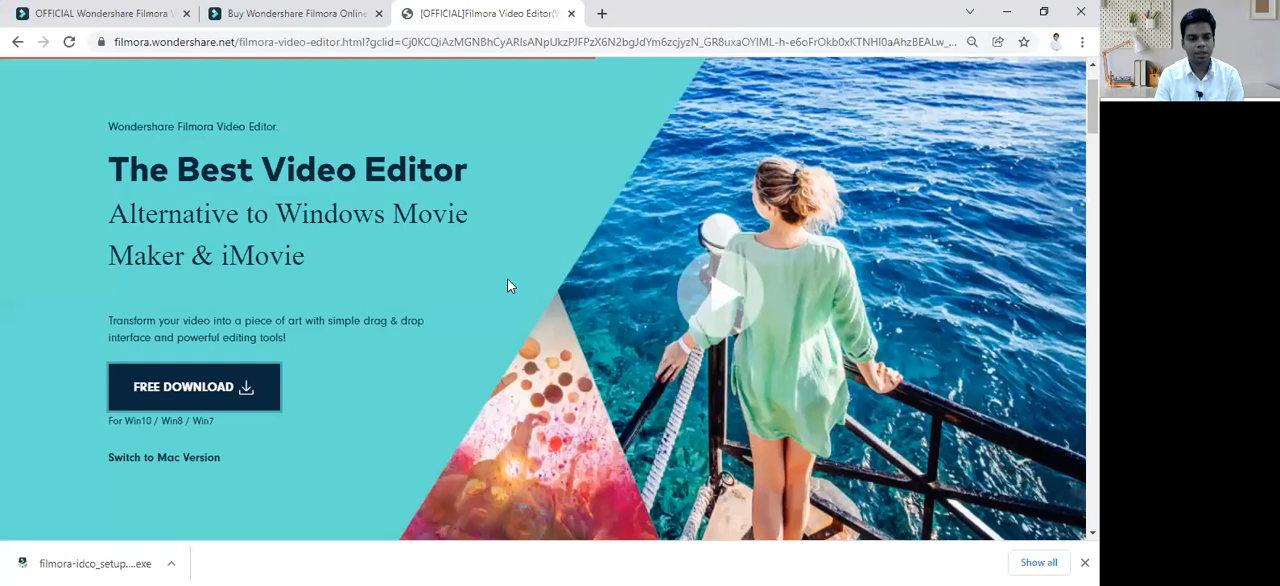 OFFICIAL Wondershare Filmora
Buy Wondershare Filmora Online
[OFFICIAL]Filmora Video Editor(
filmora.wondershare.net/filmora-video-editor.html?gclid=Cj0KCQiAzMGNBhCyARIsANpUkzPJFPzX6N2bgJdYm6zcjyzN_GR8uxaOYIML-h-e6oFrOkb0xKTNHI0aAhzBEALw_...
Wondershare Filmora Video Editor.
The Best Video Editor
Alternative to Windows Movie
Maker & iMovie
Transform your video into a piece of art with simple drag & drop
interface and powerful editing tools!
FREE DOWNLOAD
For Win10 / Win8 / Win7
Switch to Mac Version
filmora-idco_setup....exe
Show all